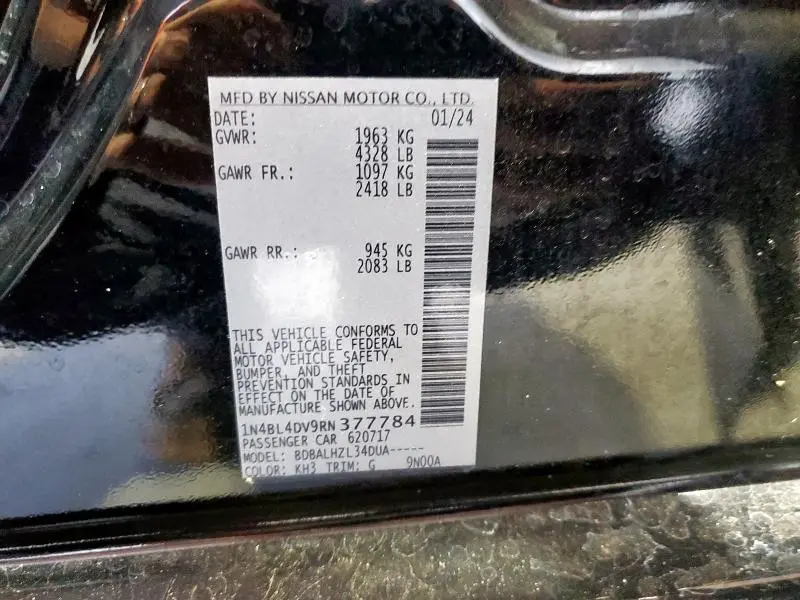 MFD BY NISSAN MOTOR CO., LTD.
DATE: 01/24
GVWR: 1963 KG
4328 LB
GAWR FR.: 1097 KG
2418 LB
GAWR RR.: 945 KG
2083 LB
THIS VEHICLE CONFORMS TO
ALL APPLICABLE FEDERAL
MOTOR VEHICLE SAFETY,
BUMPER, AND THEFT
PREVENTION STANDARDS IN
EFFECT ON THE DATE OF
MANUFACTURE SHOWN ABOVE.
1N4BL4DV9RN377784
PASSENGER CAR 620717
MODEL: BDBALHZL34DUA-----
COLOR: KH3 TRIM: G 9N00A